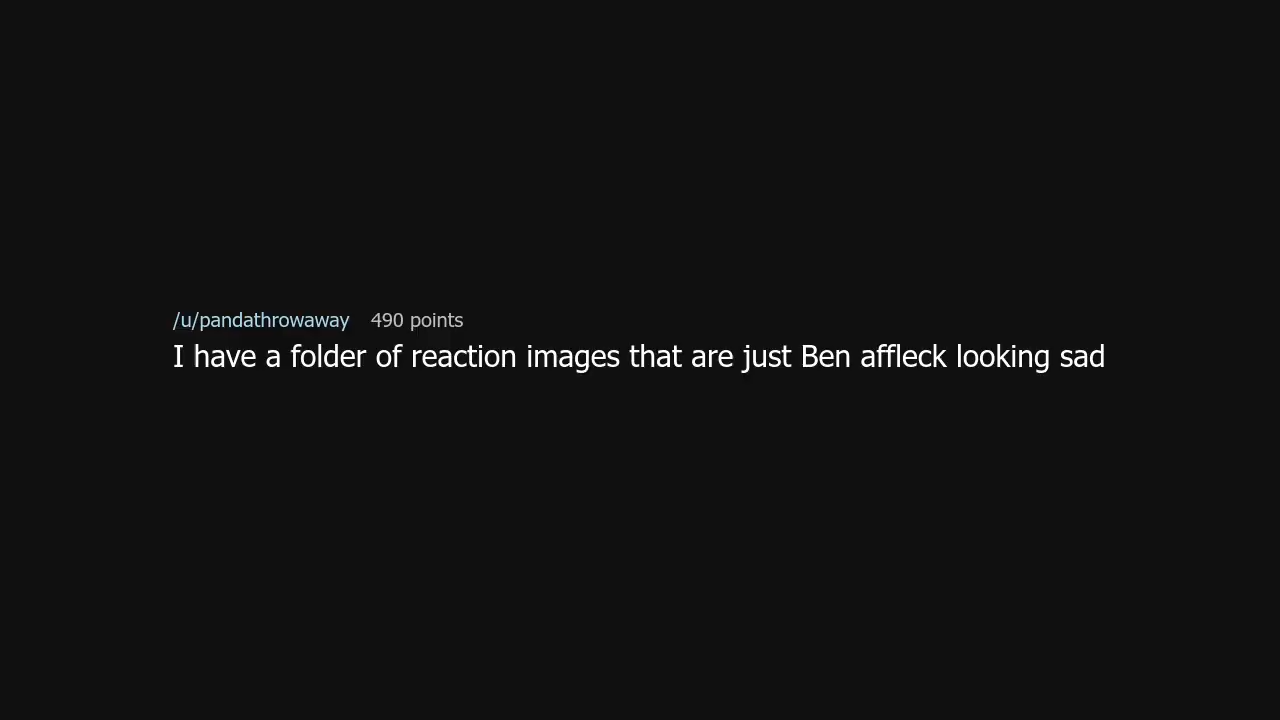 /u/pandathrowaway 490 points
I have a folder of reaction images that are just Ben affleck looking sad